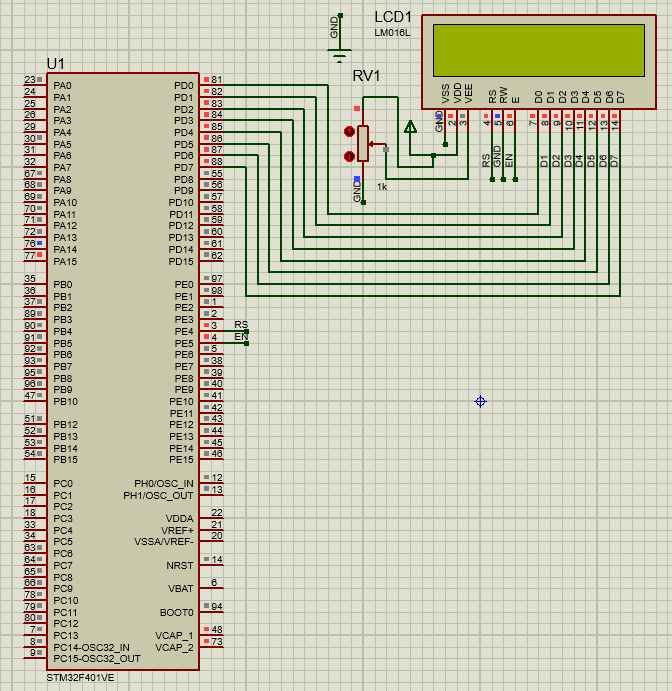 LCD1
LM016L
GND
RV1
VSS VDD VEE RS RW E D0 D1 D2 D3 D4 D5 D6 D7
GND 2 3 4 5 6 7 8 9 10 11 12 13 14
RS GND EN D1 D2 D3 D4 D5 D6 D7
GND
1k
U1
23 PA0 PD0 81
24 PA1 PD1 82
25 PA2 PD2 83
26 PA3 PD3 84
29 PA4 PD4 85
30 PA5 PD5 86
31 PA6 PD6 87
32 PA7 PD7 88
67 PA8 PD8 55
68 PA9 PD9 56
69 PA10 PD10 57
70 PA11 PD11 58
71 PA12 PD12 59
72 PA13 PD13 60
76 PA14 PD14 61
77 PA15 PD15 62
35 PB0 PE0 97
36 PB1 PE1 98
37 PB2 PE2 1
89 PB3 PE3 2
90 PB4 PE4 3 RS
91 PB5 PE5 4 EN
92 PB6 PE6 5
93 PB7 PE7 38
95 PB8 PE8 39
96 PB9 PE9 40
47 PB10 PE10 41
PE11 42
51 PB12 PE12 43
52 PB13 PE13 44
53 PB14 PE14 45
54 PB15 PE15 46
15 PC0 PH0/OSC_IN 12
16 PC1 PH1/OSC_OUT 13
17 PC2
18 PC3 VDDA 22
33 PC4 VREF+ 21
34 PC5 VSSA/VREF- 20
63 PC6
64 PC7 NRST 14
65 PC8
66 PC9 VBAT 6
78 PC10
79 PC11 BOOT0 94
80 PC12
7 PC13 VCAP_1 48
8 PC14-OSC32_IN VCAP_2 73
9 PC15-OSC32_OUT
STM32F401VE